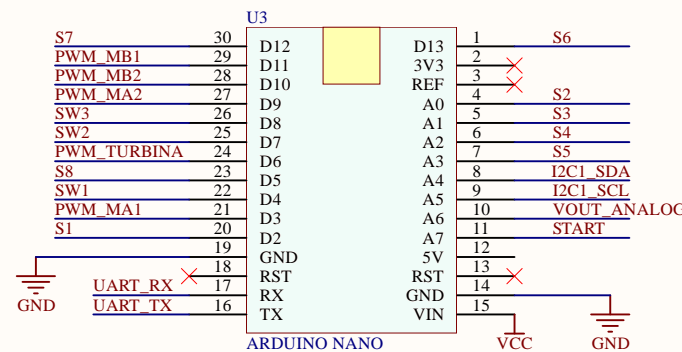 U3
S7 30 D12 D13 1 S6
PWM_MB1 29 D11 3V3 2
PWM_MB2 28 D10 REF 3
PWM_MA2 27 D9 A0 4 S2
SW3 26 D8 A1 5 S3
SW2 25 D7 A2 6 S4
PWM_TURBINA 24 D6 A3 7 S5
S8 23 D5 A4 8 I2C1_SDA
SW1 22 D4 A5 9 I2C1_SCL
PWM_MA1 21 D3 A6 10 VOUT_ANALOG
S1 20 D2 A7 11 START
19 GND 5V 12
18 RST RST 13
UART_RX 17 RX GND 14
UART_TX 16 TX VIN 15
GND ARDUINO NANO VCC GND